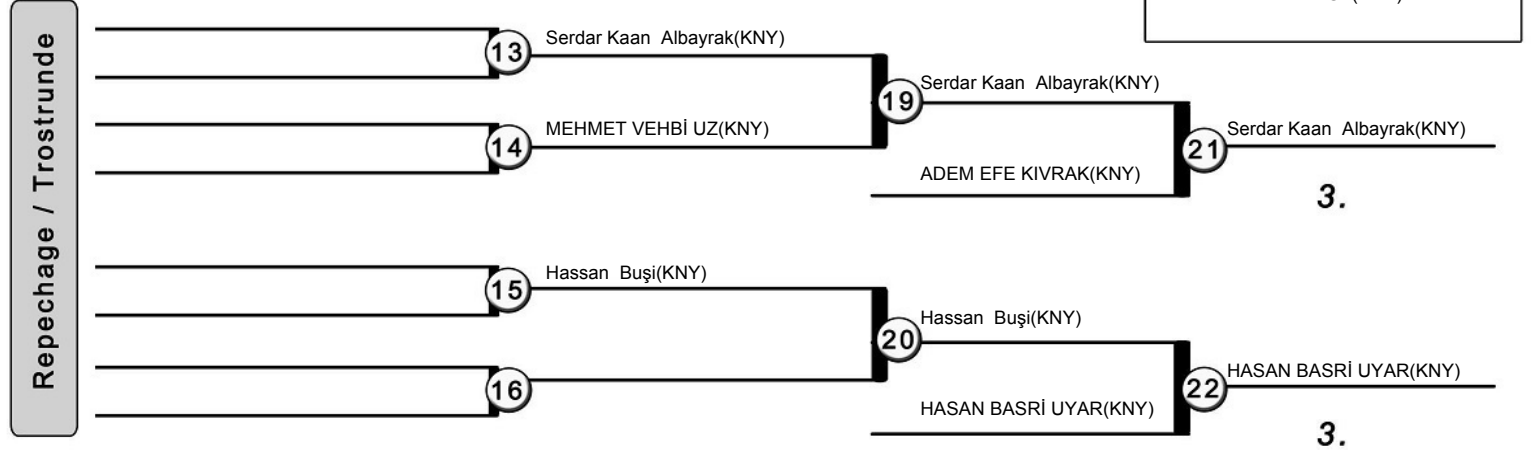 Repechage / Trostrunde
13
Serdar Kaan Albayrak(KNY)
14
MEHMET VEHBİ UZ(KNY)
19
Serdar Kaan Albayrak(KNY)
ADEM EFE KIVRAK(KNY)
21
Serdar Kaan Albayrak(KNY)
3.
15
Hassan Buşi(KNY)
16
20
Hassan Buşi(KNY)
HASAN BASRİ UYAR(KNY)
22
HASAN BASRİ UYAR(KNY)
3.